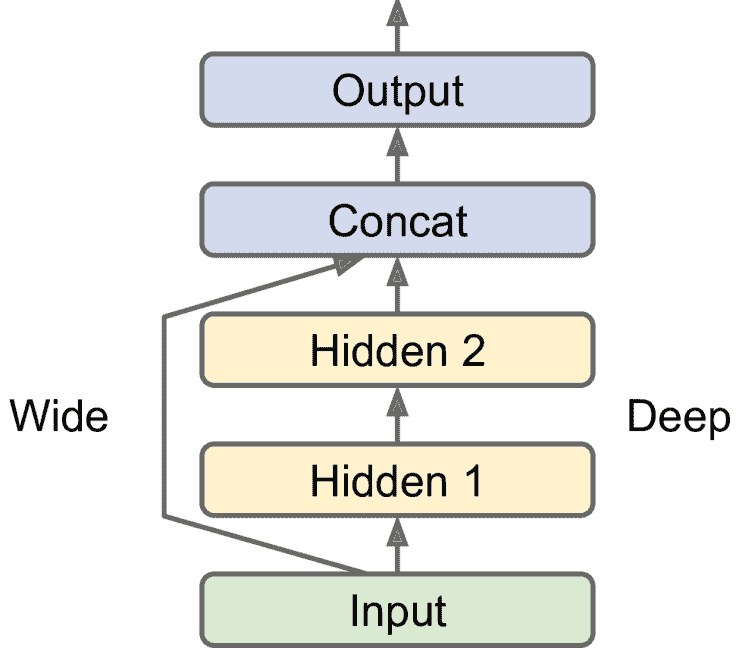 Output
Concat
Hidden 2
Wide
Deep
Hidden 1
Input